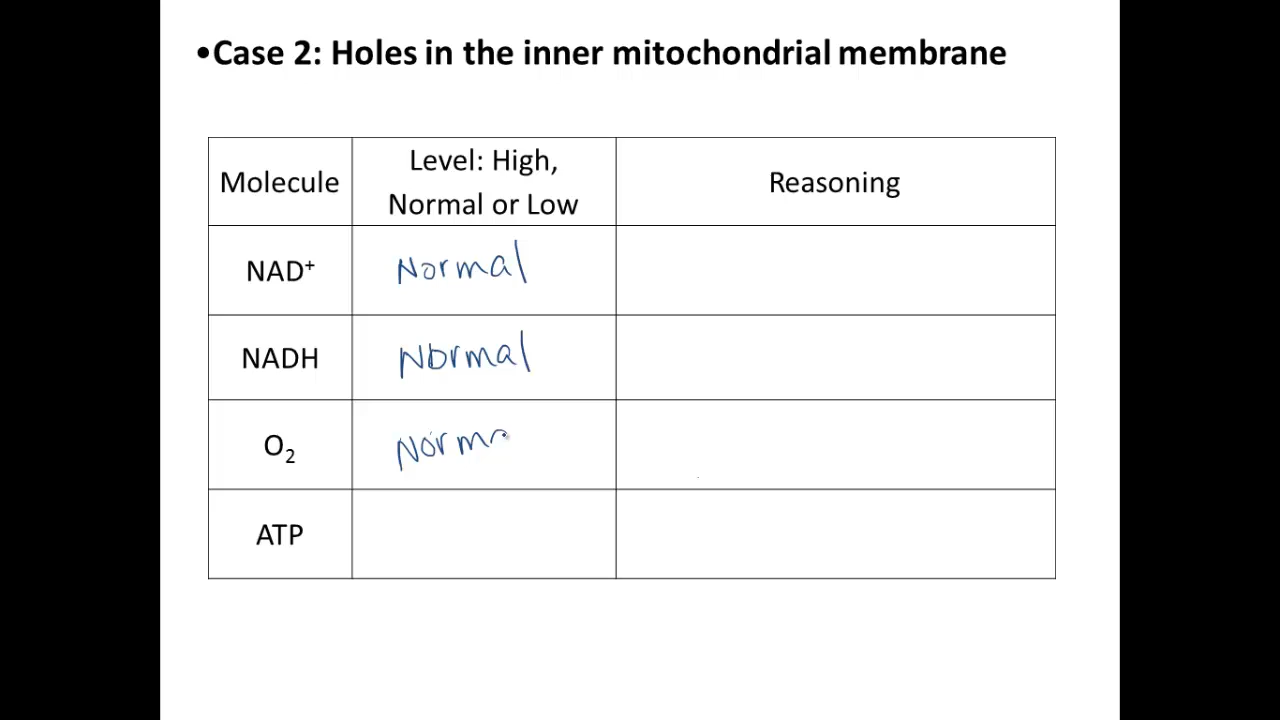 •Case 2: Holes in the inner mitochondrial membrane
Molecule
Level: High,
Normal or Low
Reasoning
NAD⁺
Normal
NADH
Normal
O₂
Norma
ATP